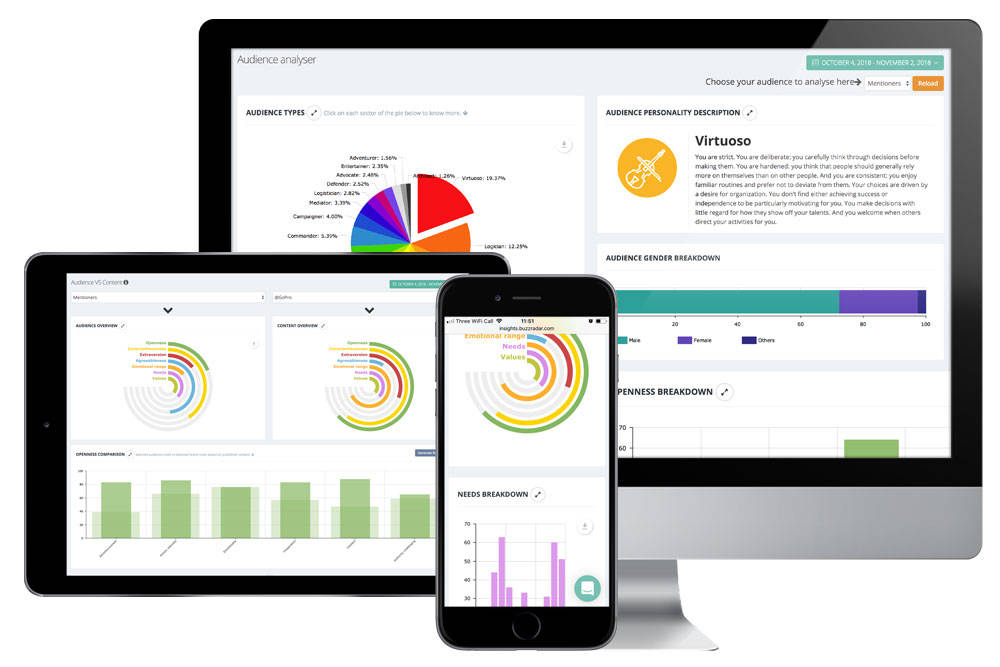 Audience analyser
OCTOBER 4, 2018 - NOVEMBER 2, 2018
Choose your audience to analyse here
Mentioners
Reload
AUDIENCE TYPES
Click on each sector of the pie below to know more.
Adventurer: 1.56%
Entertainer: 2.35%
Advocate: 2.48%
Defender: 2.52%
Logistician: 2.82%
Mediator: 3.39%
Campaigner: 4.00%
Commander: 5.39%
1.26%
Virtuoso: 19.37%
Logician: 12.25%
AUDIENCE PERSONALITY DESCRIPTION
Virtuoso
You are strict. You are deliberate: you carefully think through decisions before
making them. You are hardened: you think that people should generally rely
more on themselves than on other people. And you are consistent: you enjoy
familiar routines and prefer not to deviate from them. Your choices are driven by
a desire for organization. You don't find either achieving success or
independence to be particularly motivating for you. You make decisions with
little regard for how they show off your talents. And you welcome when others
direct your activities for you.
AUDIENCE GENDER BREAKDOWN
20 40 60 80 100
Male Female Others
PENNESS BREAKDOWN
70
60
Audience VS Content
OCTOBER 4, 2018 - NOVEMB
Mentioners
@GoPro
AUDIENCE OVERVIEW
Openness
Conscientiousness
Extraversion
Agreeableness
Emotional range
Needs
Values
CONTENT OVERVIEW
Openness
Conscientiousness
Extraversion
Agreeableness
Emotional range
Needs
Values
OPENNESS COMPARISON
100
80
60
40
20
0
Three WiFi Call
11:51
insights.buzzradar.com
Emotional range
Needs
Values
NEEDS BREAKDOWN
70
60
50
40
30